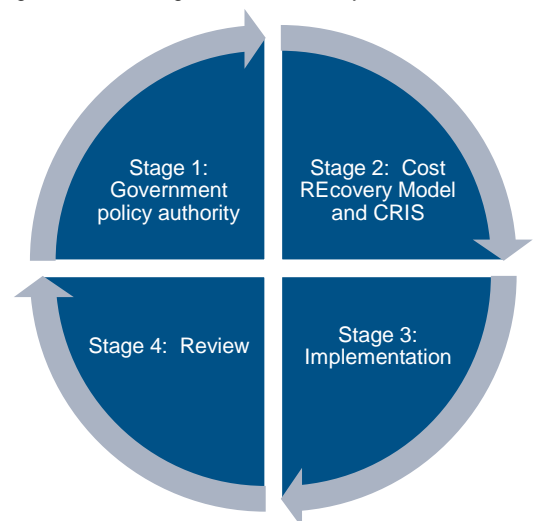 Stage 1:
Government
policy authority
Stage 2:  Cost
REcovery Model
and CRIS
Stage 4:  Review
Stage 3:
Implementation